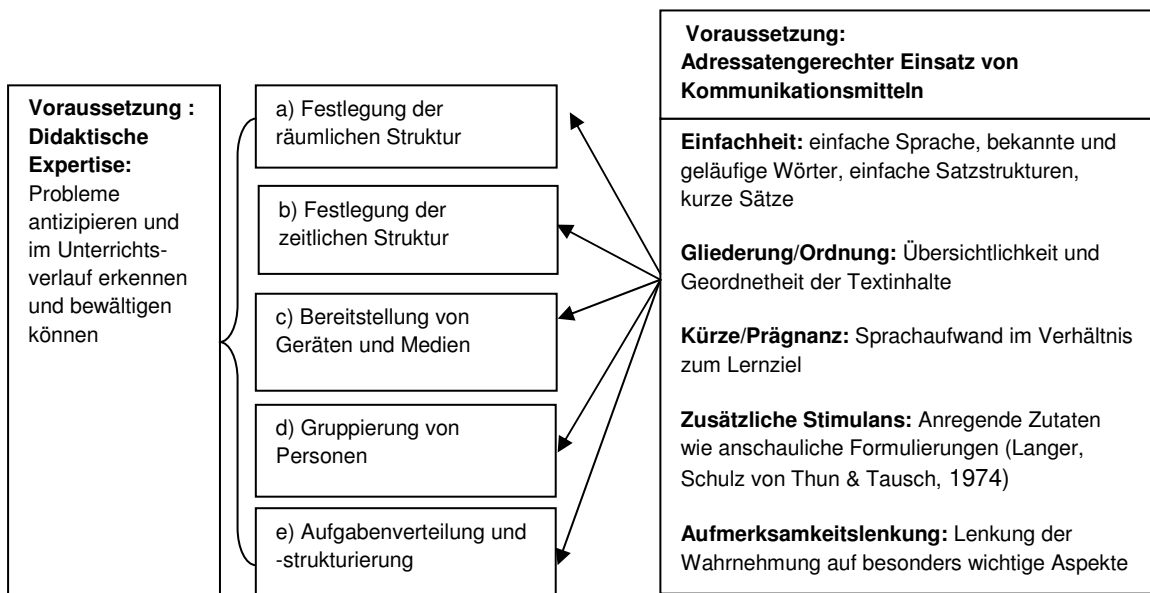 Voraussetzung :
Didaktische
Expertise:
Probleme
antizipieren und
im Unterrichts-
verlauf erkennen
und bewältigen
können
a) Festlegung der
räumlichen Struktur
b) Festlegung der
zeitlichen Struktur
c) Bereitstellung von
Geräten und Medien
d) Gruppierung von
Personen
e) Aufgabenverteilung und
-strukturierung
Voraussetzung:
Adressatengerechter Einsatz von
Kommunikationsmitteln
Einfachheit: einfache Sprache, bekannte und
geläufige Wörter, einfache Satzstrukturen,
kurze Sätze
Gliederung/Ordnung: Übersichtlichkeit und
Geordnetheit der Textinhalte
Kürze/Prägnanz: Sprachaufwand im Verhältnis
zum Lernziel
Zusätzliche Stimulans: Anregende Zutaten
wie anschauliche Formulierungen (Langer,
Schulz von Thun & Tausch, 1974)
Aufmerksamkeitslenkung: Lenkung der
Wahrnehmung auf besonders wichtige Aspekte